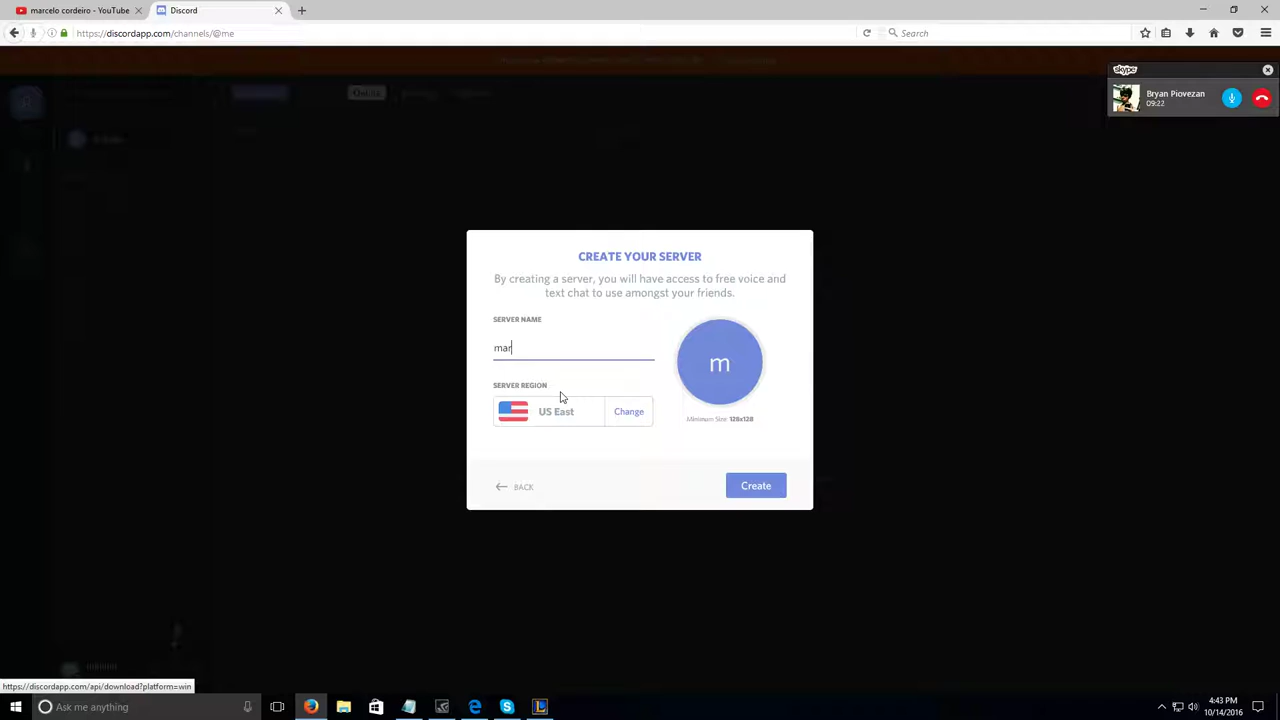 marcelo cordeiro - YouTube
Discord
https://discordapp.com/channels/@me
Search
skype
Bryan Piovezan
09:22
CREATE YOUR SERVER
By creating a server, you will have access to free voice and
text chat to use amongst your friends.
SERVER NAME
mar
m
SERVER REGION
US East
Change
Minimum Size: 128x128
BACK
Create
https://discordapp.com/api/download?platform=win
Ask me anything
4:43 PM
10/14/2016